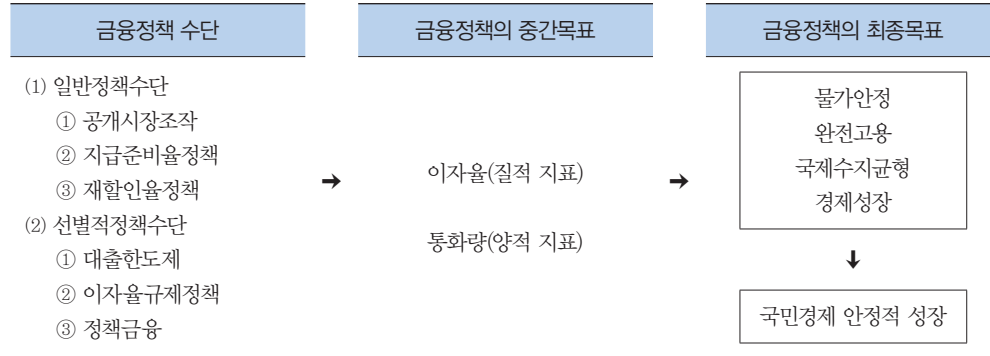 금융정책 수단
(1) 일반정책수단
① 공개시장조작
② 지급준비율정책
③ 재할인율정책
(2) 선별적정책수단
① 대출한도제
② 이자율규제정책
③ 정책금융
금융정책의 중간목표
이자율(질적 지표)
통화량(양적 지표)
금융정책의 최종목표
물가안정
완전고용
국제수지균형
경제성장
국민경제 안정적 성장